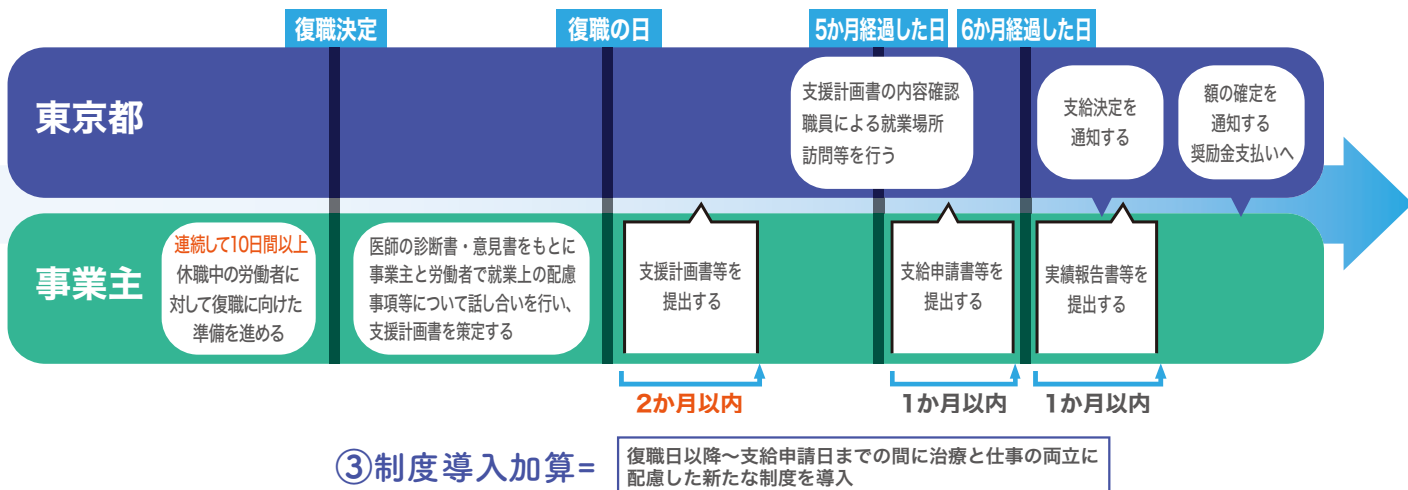 復職決定
復職の日
5か月経過した日
6か月経過した日
東京都
支援計画書の内容確認
職員による就業場所
訪問等を行う
支給決定を
通知する
額の確定を
通知する
奨励金支払いへ
事業主
連続して10日間以上
休職中の労働者に
対して復職に向けた
準備を進める
医師の診断書・意見書をもとに
事業主と労働者で就業上の配慮
事項等について話し合いを行い、
支援計画書を策定する
支援計画書等を
提出する
支給申請書等を
提出する
実績報告書等を
提出する
2か月以内
1か月以内
1か月以内
③制度導入加算=
復職日以降～支給申請日までの間に治療と仕事の両立に
配慮した新たな制度を導入